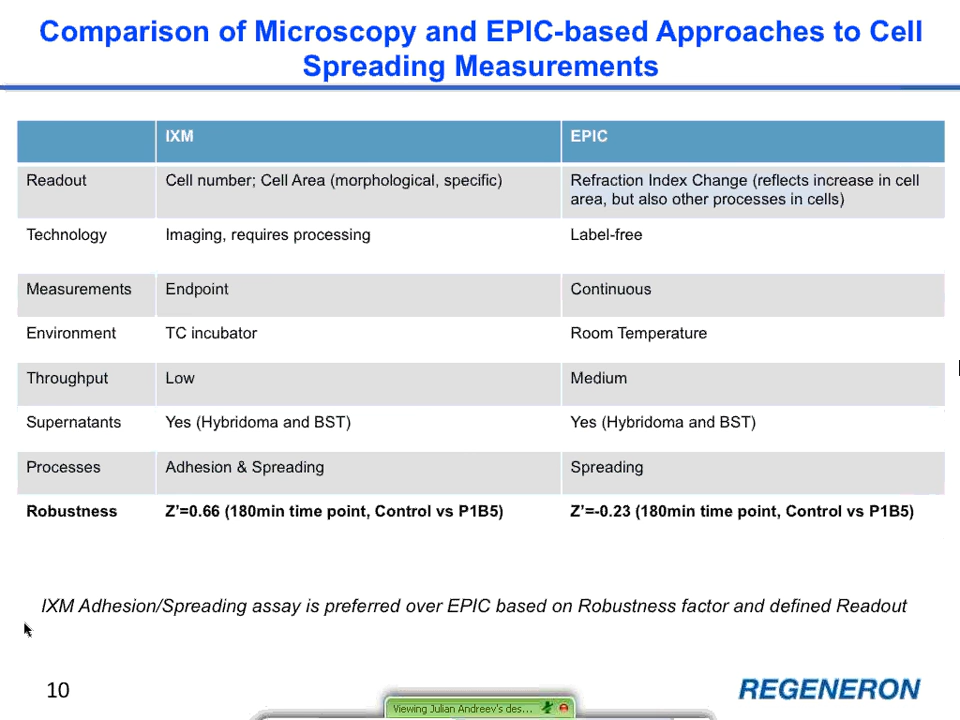 Comparison of Microscopy and EPIC-based Approaches to Cell
Spreading Measurements
IXM EPIC
Readout Cell number; Cell Area (morphological, specific) Refraction Index Change (reflects increase in cell
area, but also other processes in cells)
Technology Imaging, requires processing Label-free
Measurements Endpoint Continuous
Environment TC incubator Room Temperature
Throughput Low Medium
Supernatants Yes (Hybridoma and BST) Yes (Hybridoma and BST)
Processes Adhesion & Spreading Spreading
Robustness Z’=0.66 (180min time point, Control vs P1B5) Z’=-0.23 (180min time point, Control vs P1B5)
IXM Adhesion/Spreading assay is preferred over EPIC based on Robustness factor and defined Readout
10
REGENERON
Viewing Julian Andreev's des...